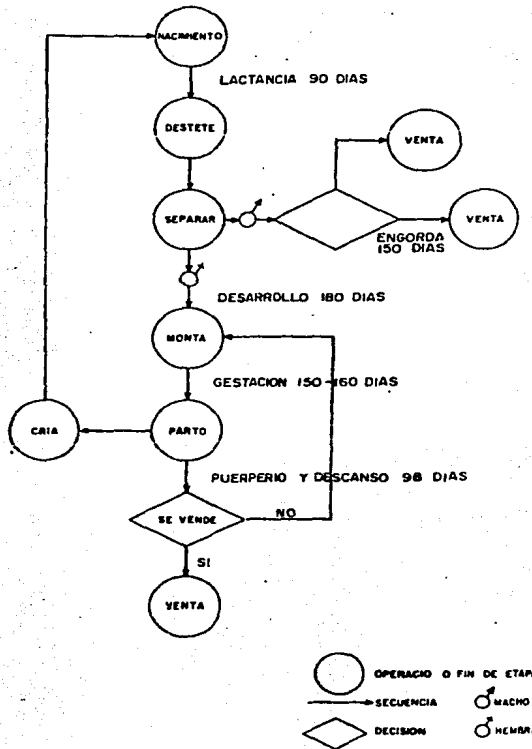 NACIMIENTO
LACTANCIA 90 DIAS
DESTETE
VENTA
SEPARAR
VENTA
ENGORDA
150 DIAS
DESARROLLO 180 DIAS
MONTA
GESTACION 150-160 DIAS
CRIA
PARTO
PUERPERIO Y DESCANSO 98 DIAS
SE VENDE
NO
SI
VENTA
OPERACIO O FIN DE ETAP
SECUENCIA
MACHO
DECISION
HEMBR